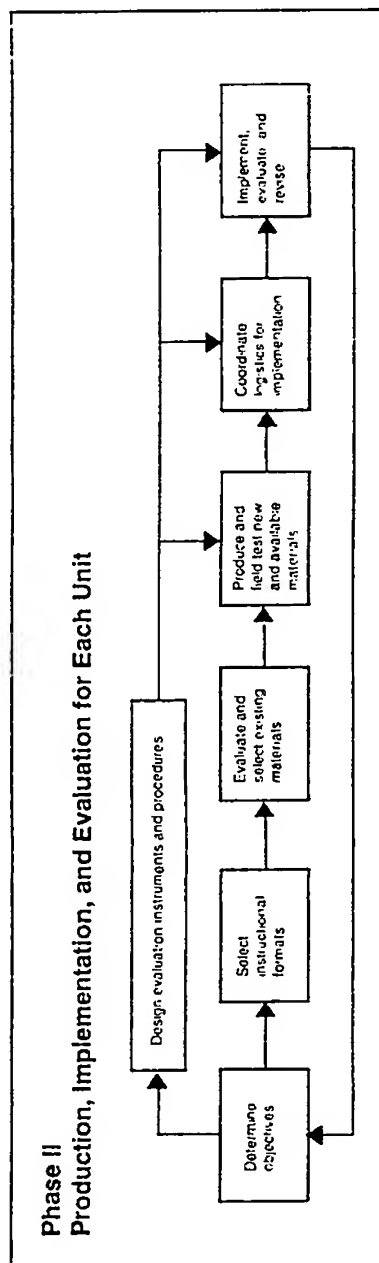 Phase II
Production, Implementation, and Evaluation for Each Unit
Design evaluation instruments and procedures
Determine
objectives
Select
instructional
formats
Evaluate and
select existing
materials
Produce and
field test new
and available
materials
Coordinate
logistics for
implementation
Implement,
evaluate and
revise